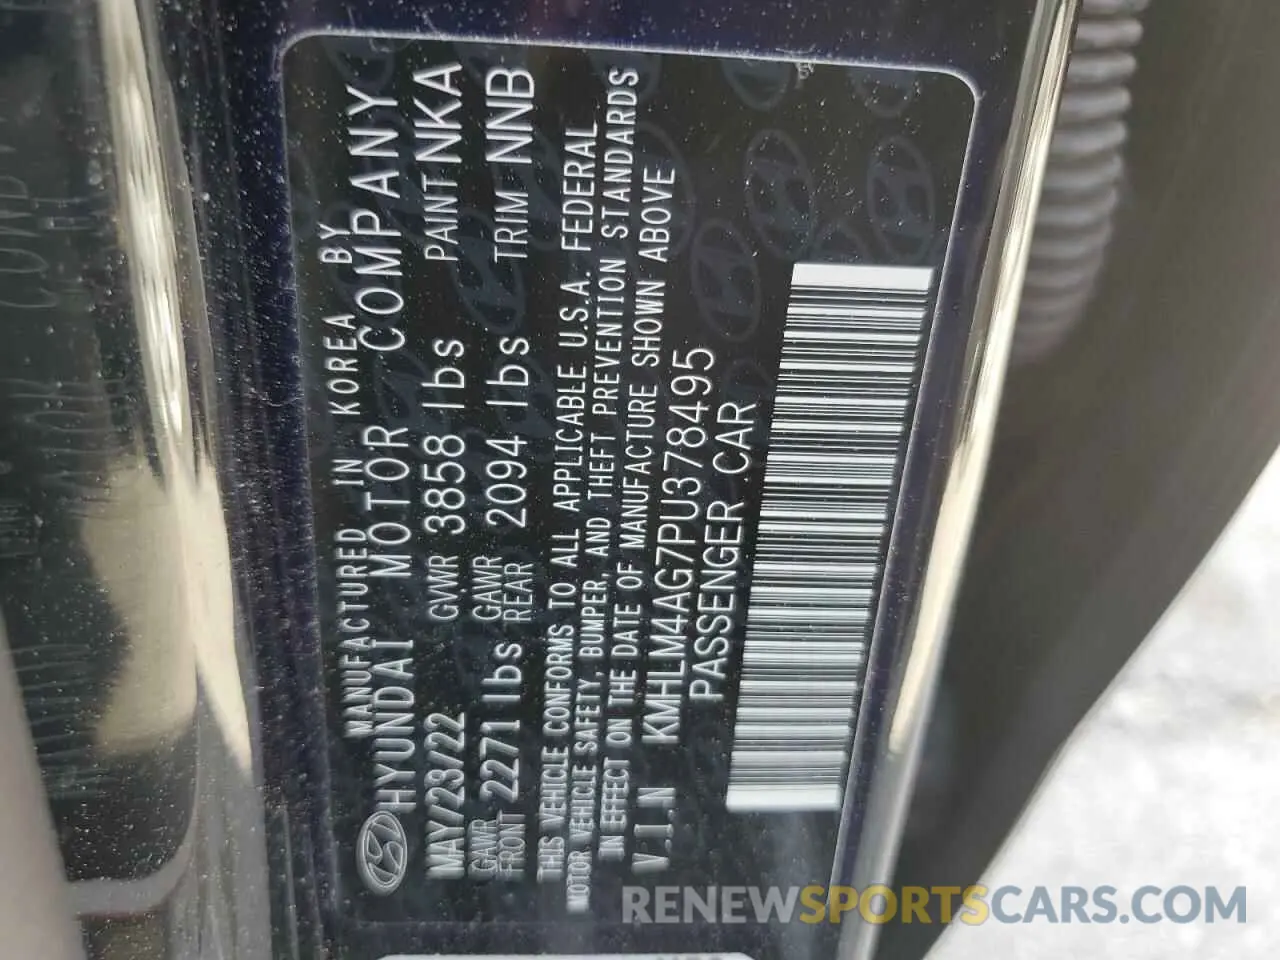 MANUFACTURED IN KOREA BY
HYUNDAI MOTOR COMPANY
MAY/23/22 GVWR 3858 lbs PAINT NKA
GAWR FRONT 2271 lbs GAWR REAR 2094 lbs TRIM NNB
THIS VEHICLE CONFORMS TO ALL APPLICABLE U.S.A. FEDERAL
MOTOR VEHICLE SAFETY, BUMPER, AND THEFT PREVENTION STANDARDS
IN EFFECT ON THE DATE OF MANUFACTURE SHOWN ABOVE
V.I.N KMHLM4AG7PU378495
PASSENGER CAR
RENEWSPORTSCARS.COM